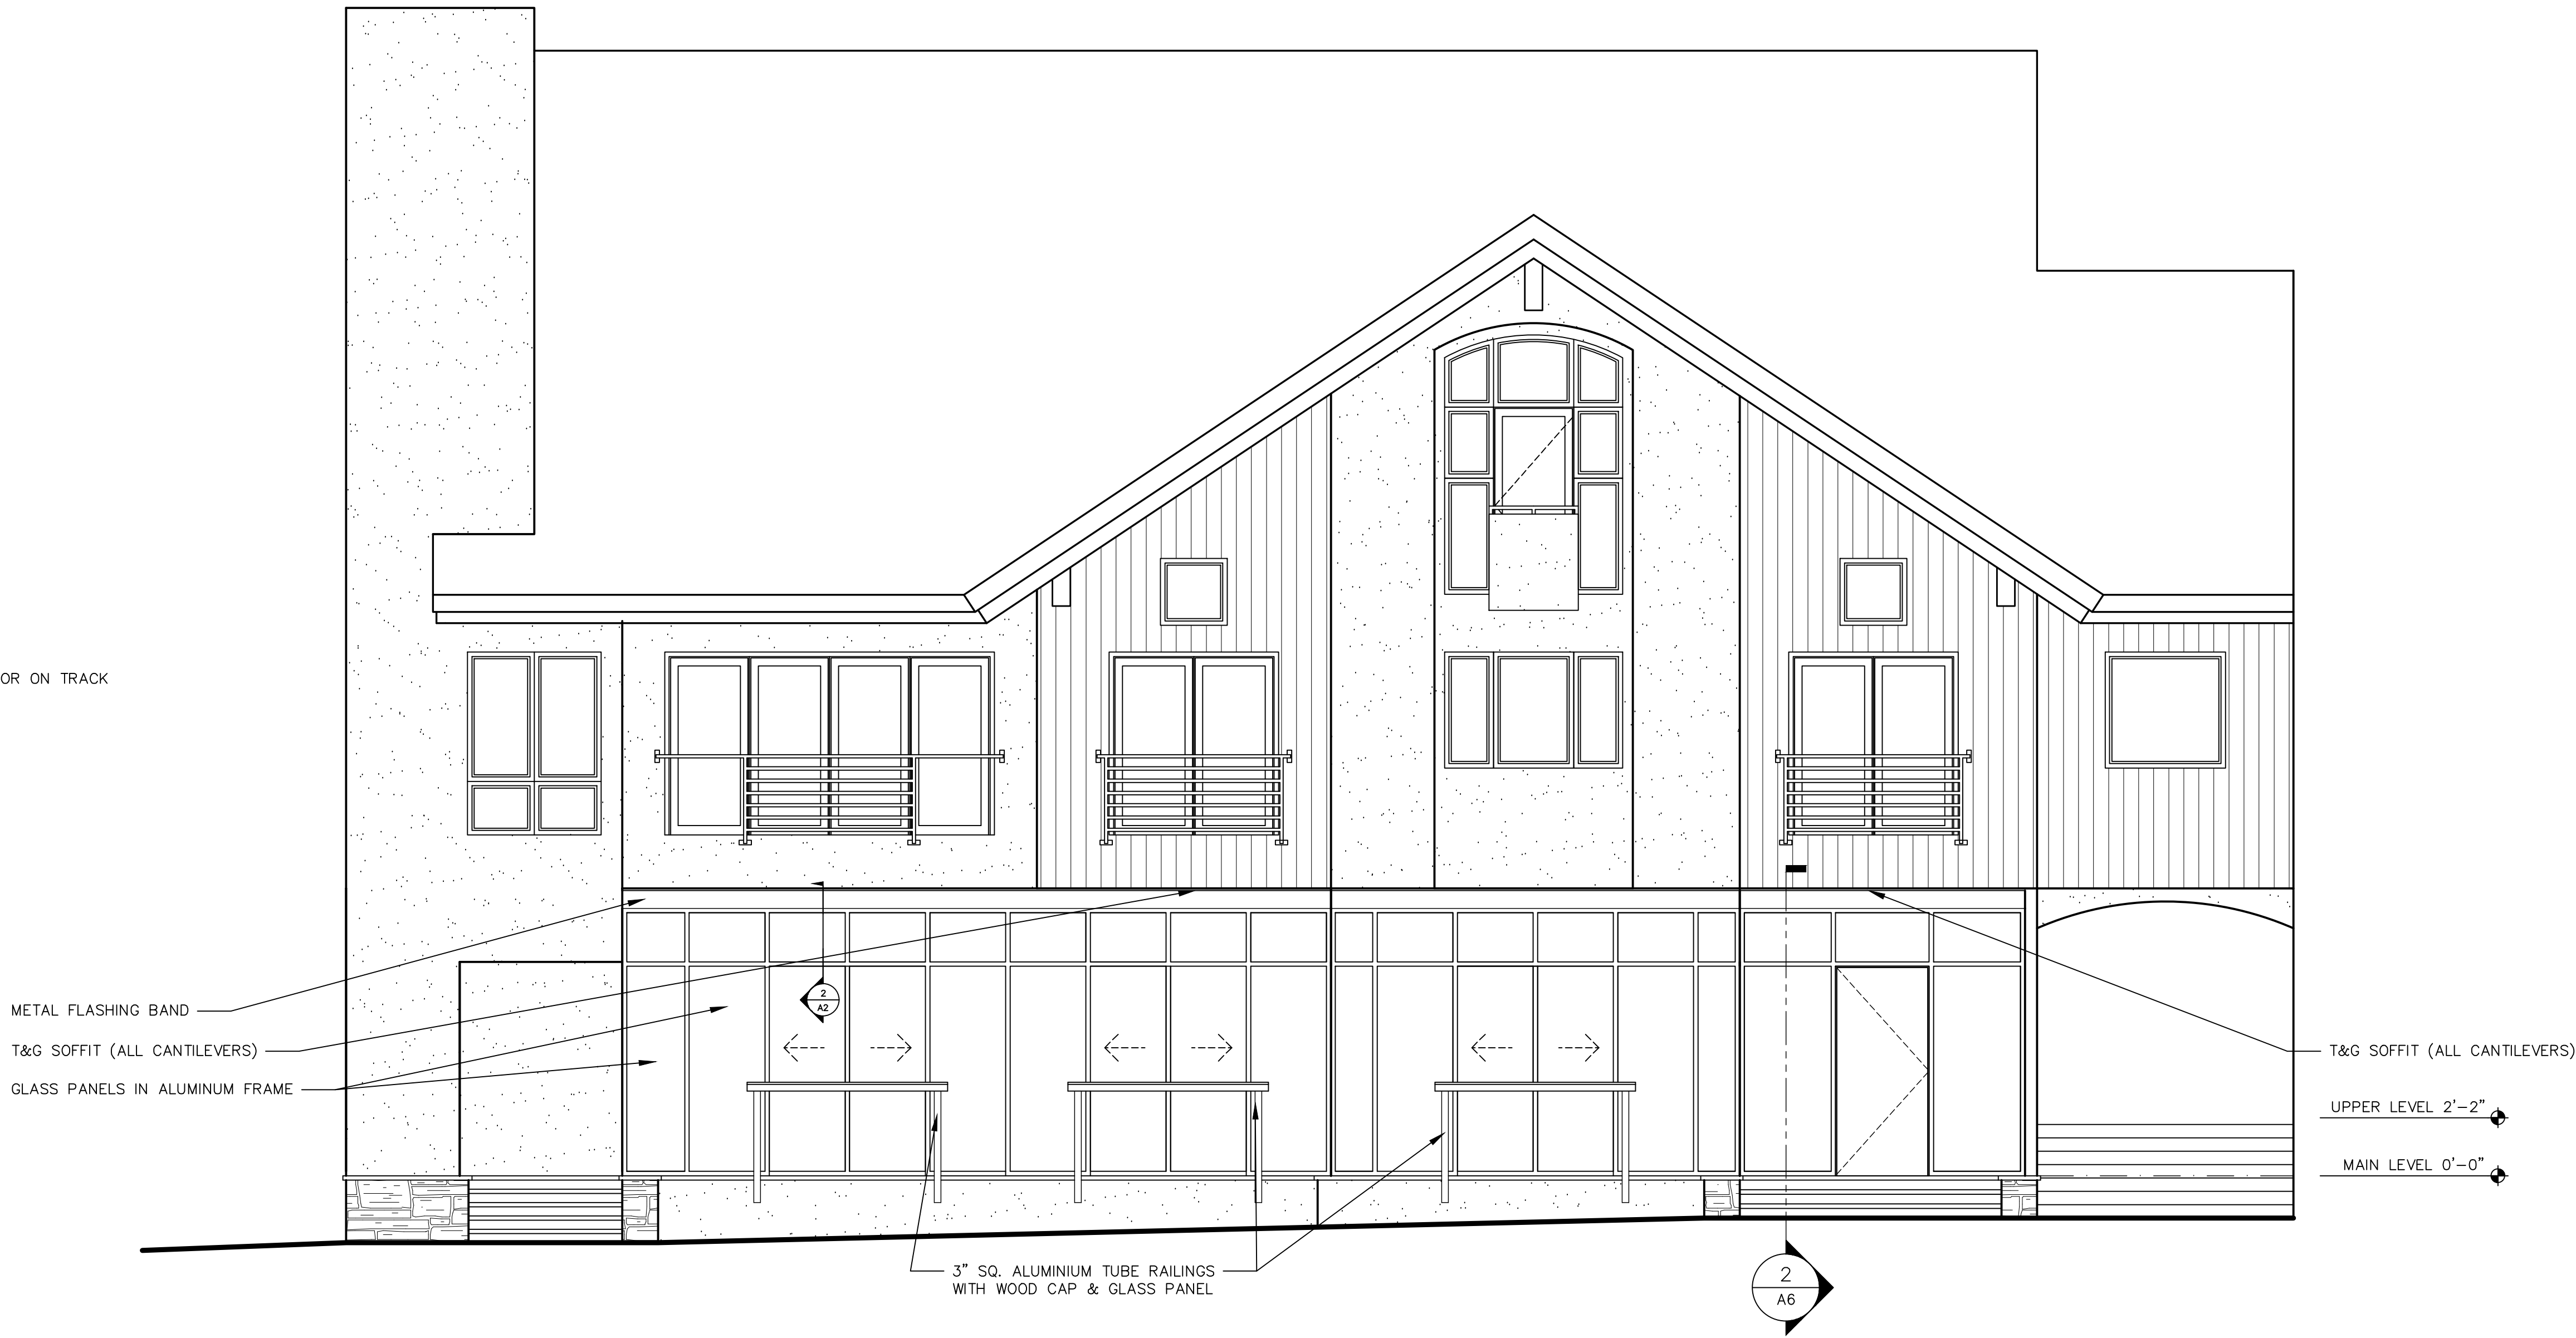 OR ON TRACK
METAL FLASHING BAND
T&G SOFFIT (ALL CANTILEVERS)
GLASS PANELS IN ALUMINUM FRAME
2
A2
T&G SOFFIT (ALL CANTILEVERS)
UPPER LEVEL 2'-2"
MAIN LEVEL 0'-0"
3" SQ. ALUMINIUM TUBE RAILINGS
WITH WOOD CAP & GLASS PANEL
2
A6